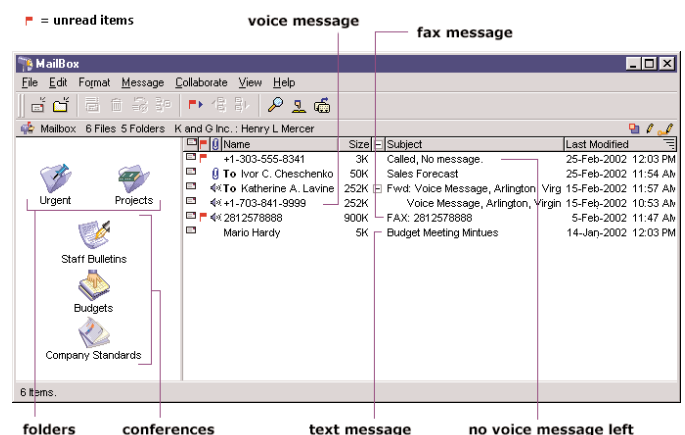 = unread items
voice message
fax message
MailBox
File Edit Format Message Collaborate View Help
Mailbox 6 Files 5 Folders K and G Inc. : Henry L Mercer
Name Size Subject Last Modified
+1-303-555-8341 3K Called, No message. 25-Feb-2002 12:03 PM
To Ivor C. Cheschenko 50K Sales Forecast 25-Feb-2002 11:54 AM
To Katherine A. Lavine 252K Fwd: Voice Message, Arlington, Virg 15-Feb-2002 11:57 AM
+1-703-841-9999 252K Voice Message, Arlington, Virgin 15-Feb-2002 10:53 AM
2812578888 900K FAX: 2812578888 5-Feb-2002 11:47 AM
Mario Hardy 5K Budget Meeting Mintues 14-Jan-2002 12:03 PM
Urgent Projects
Staff Bulletins
Budgets
Company Standards
6 Items.
folders conferences text message no voice message left